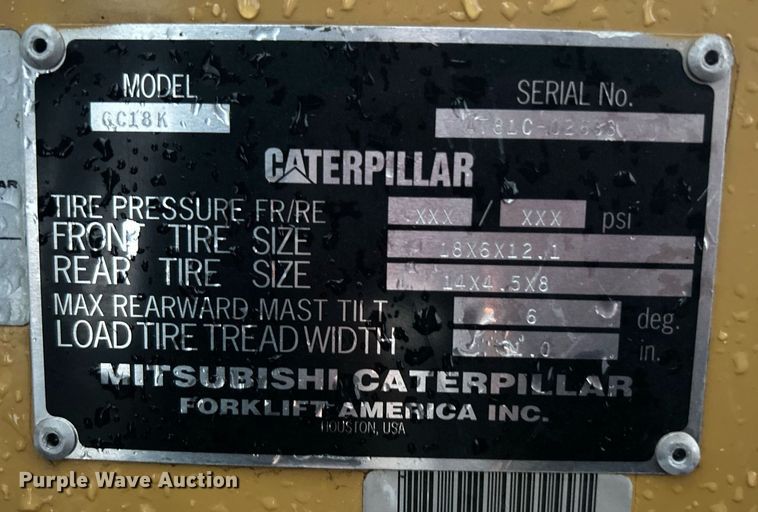 MODEL
GC18K
SERIAL No.
CATERPILLAR
TIRE PRESSURE FR/RE XXX / XXX psi
FRONT TIRE SIZE 18X6X12.1
REAR TIRE SIZE 14X4.5X8
MAX REARWARD MAST TILT 6 deg.
LOAD TIRE TREAD WIDTH in.
MITSUBISHI CATERPILLAR
FORKLIFT AMERICA INC.
HOUSTON, USA
Purple Wave Auction